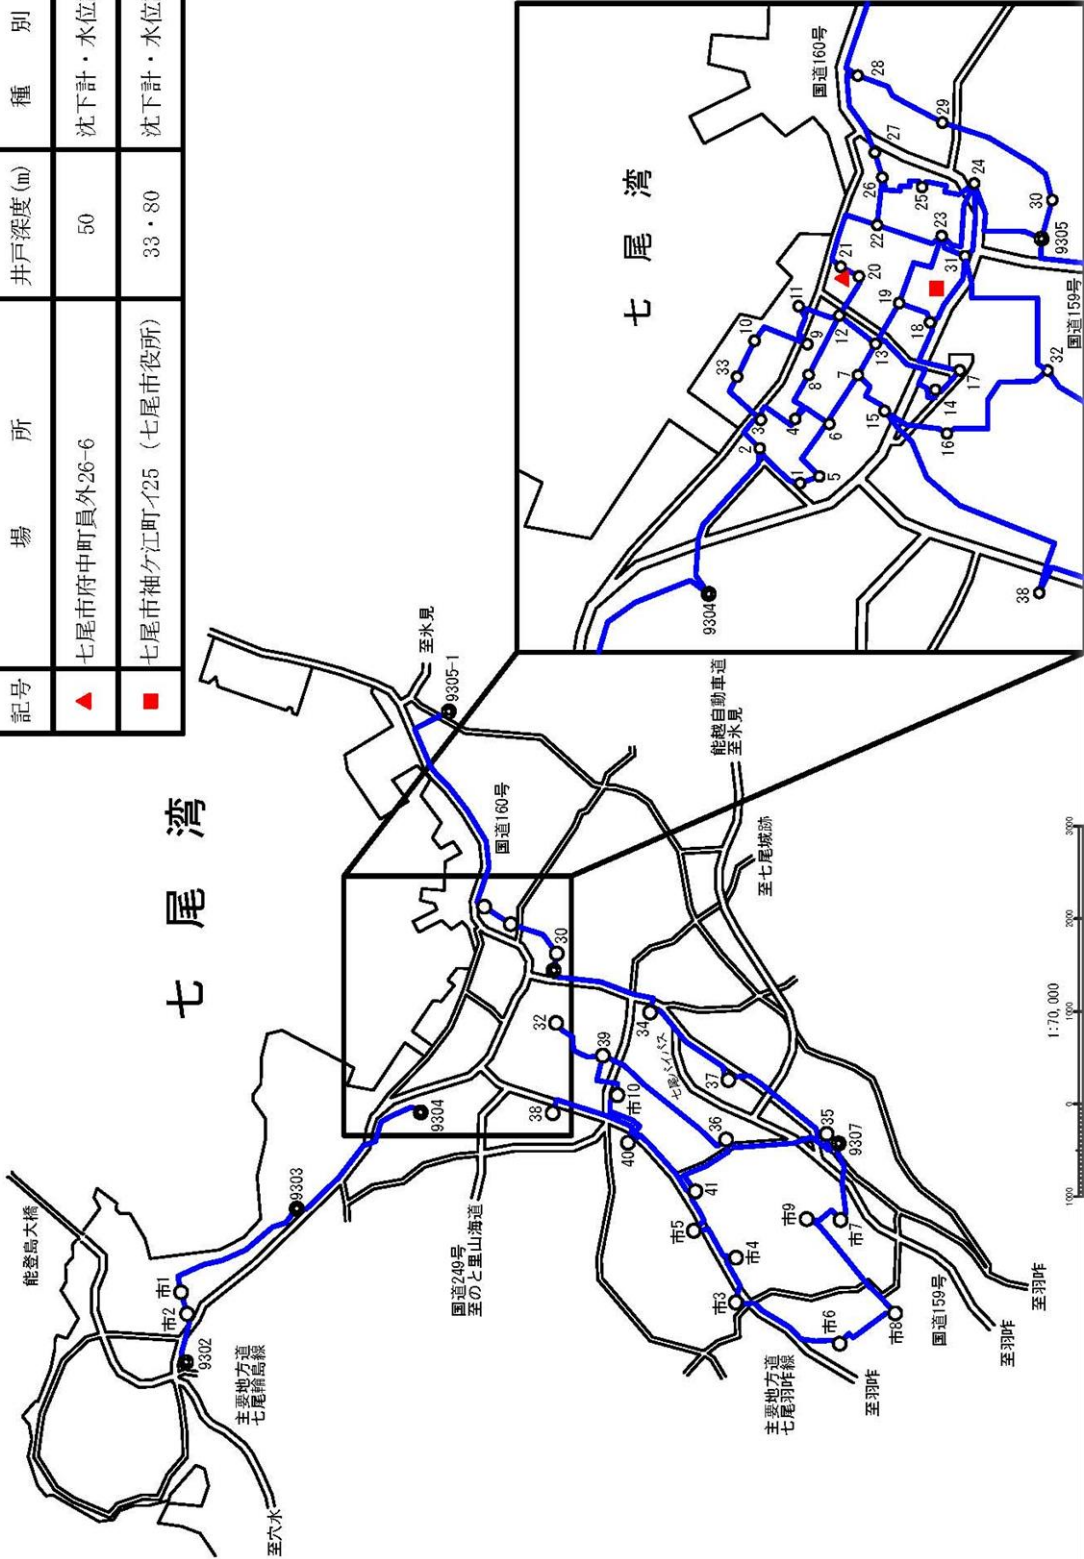 記号 場所 井戸深度(m) 種別
▲ 七尾市府中町員外26-6 50 沈下計・水位
■ 七尾市袖ケ江町イ25 (七尾市役所) 33・80 沈下計・水位
七尾湾
能登島大橋
市1
市2
9302
9303
9304
主要地方道
七尾輪島線
至穴水
国道249号
至のと里山海道
国道160号
9305-1
至氷見
30
32
34
39
市10
38
40
七尾バイパス
37
36
35
9307
41
市5
市4
市3
市9
市7
市6
市8
主要地方道
七尾羽咋線
至羽咋
国道159号
至羽咋
至羽咋
能越自動車道
至氷見
至七尾城跡
1:70,000
1000
0
1000
2000
3000
七尾湾
国道160号
28
29
27
26
25
24
22
23
30
9305
31
国道159号
21
20
19
18
11
12
10
9
33
8
13
7
17
14
32
3
4
6
15
16
2
1
5
9304
38